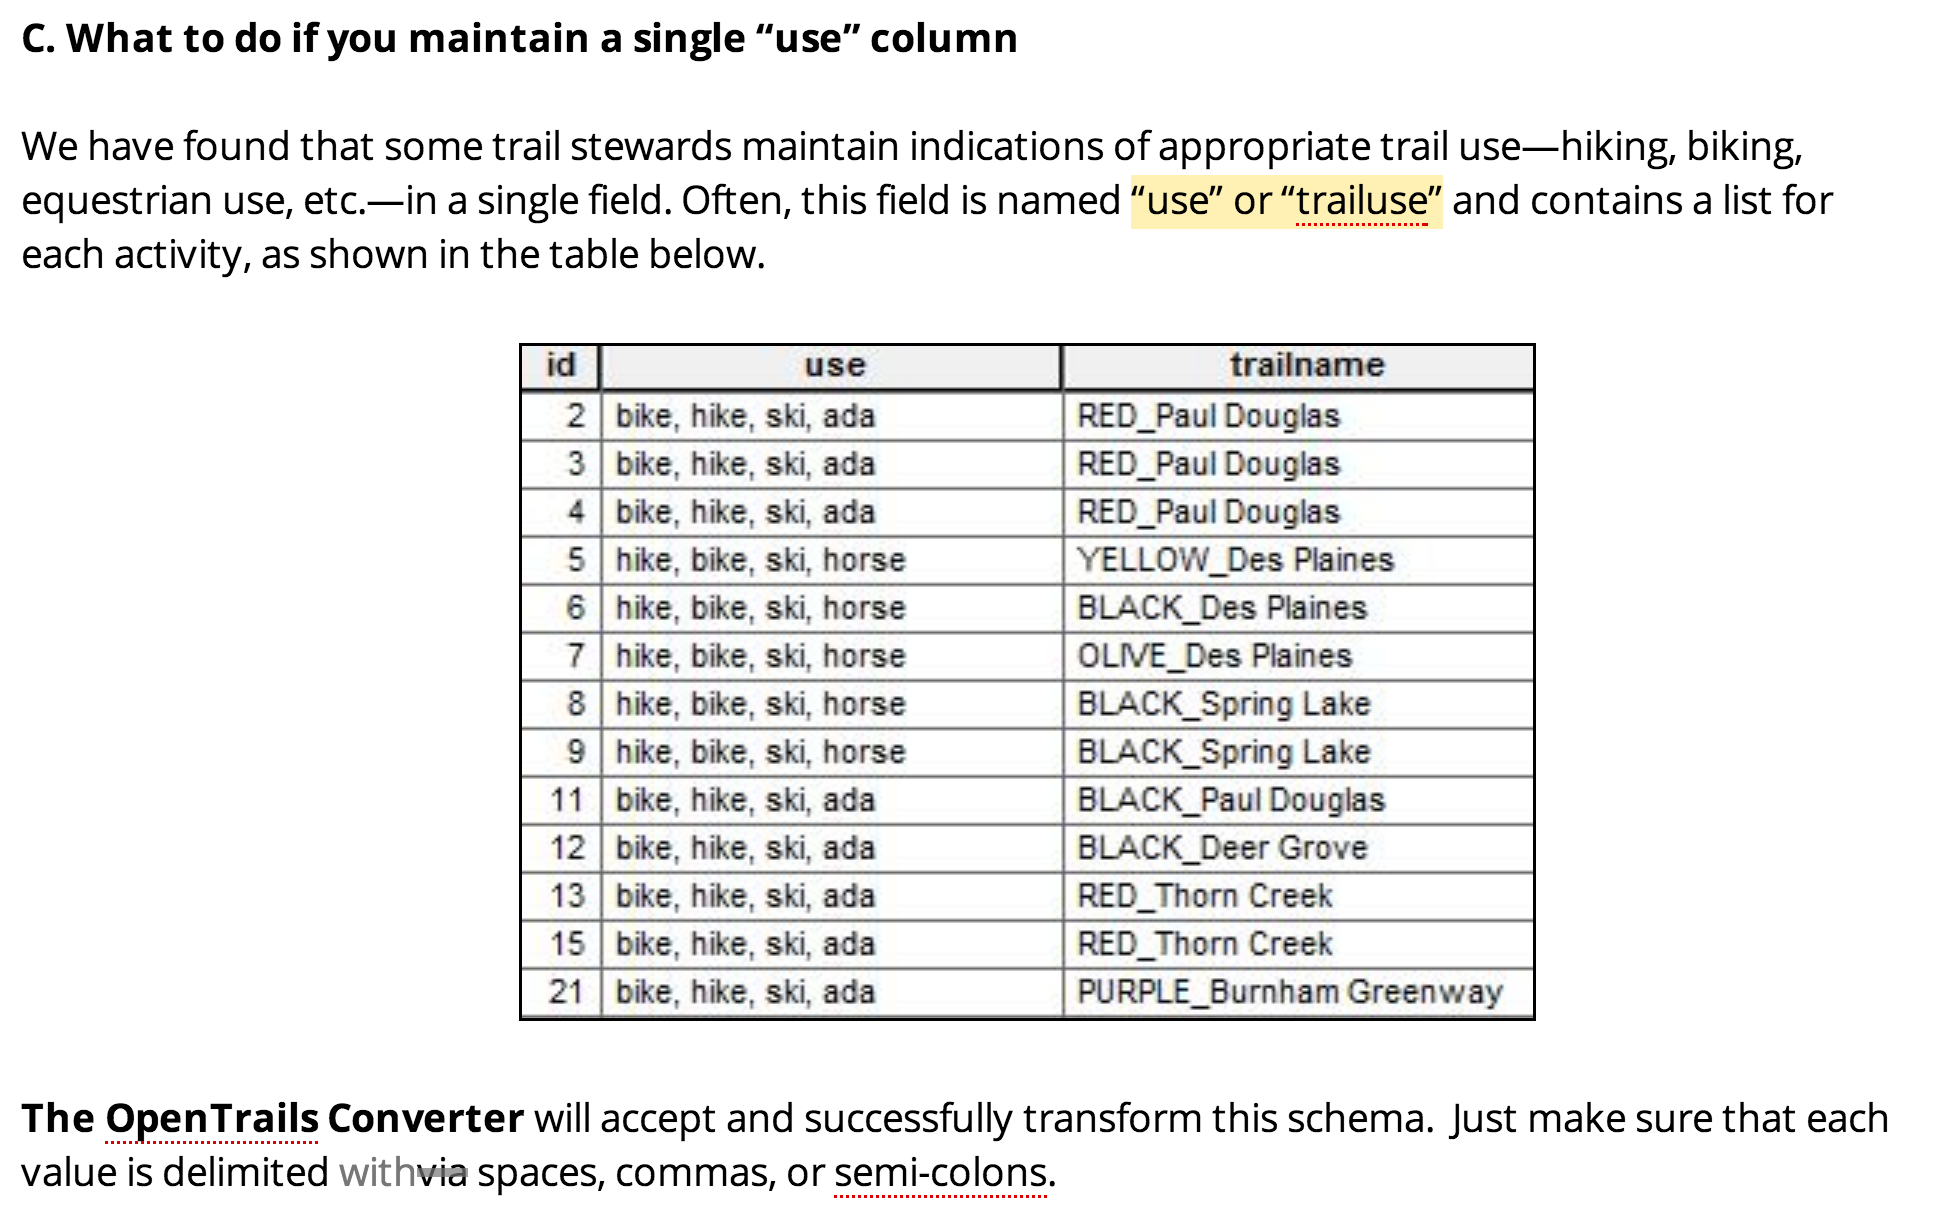 C. What to do if you maintain a single “use” column
We have found that some trail stewards maintain indications of appropriate trail use—hiking, biking,
equestrian use, etc.—in a single field. Often, this field is named “use” or “trailuse” and contains a list for
each activity, as shown in the table below.
id use trailname
2 bike, hike, ski, ada RED_Paul Douglas
3 bike, hike, ski, ada RED_Paul Douglas
4 bike, hike, ski, ada RED_Paul Douglas
5 hike, bike, ski, horse YELLOW_Des Plaines
6 hike, bike, ski, horse BLACK_Des Plaines
7 hike, bike, ski, horse OLIVE_Des Plaines
8 hike, bike, ski, horse BLACK_Spring Lake
9 hike, bike, ski, horse BLACK_Spring Lake
11 bike, hike, ski, ada BLACK_Paul Douglas
12 bike, hike, ski, ada BLACK_Deer Grove
13 bike, hike, ski, ada RED_Thorn Creek
15 bike, hike, ski, ada RED_Thorn Creek
21 bike, hike, ski, ada PURPLE_Burnham Greenway
The OpenTrails Converter will accept and successfully transform this schema. Just make sure that each
value is delimited withvia spaces, commas, or semi-colons.